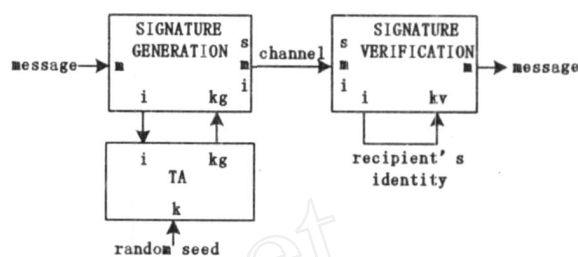 SIGNATURE
GENERATION
message
m
s
m
i
i
kg
channel
SIGNATURE
VERIFICATION
s
m
i
m
message
i
kv
recipient's
identity
i
kg
TA
k
random seed